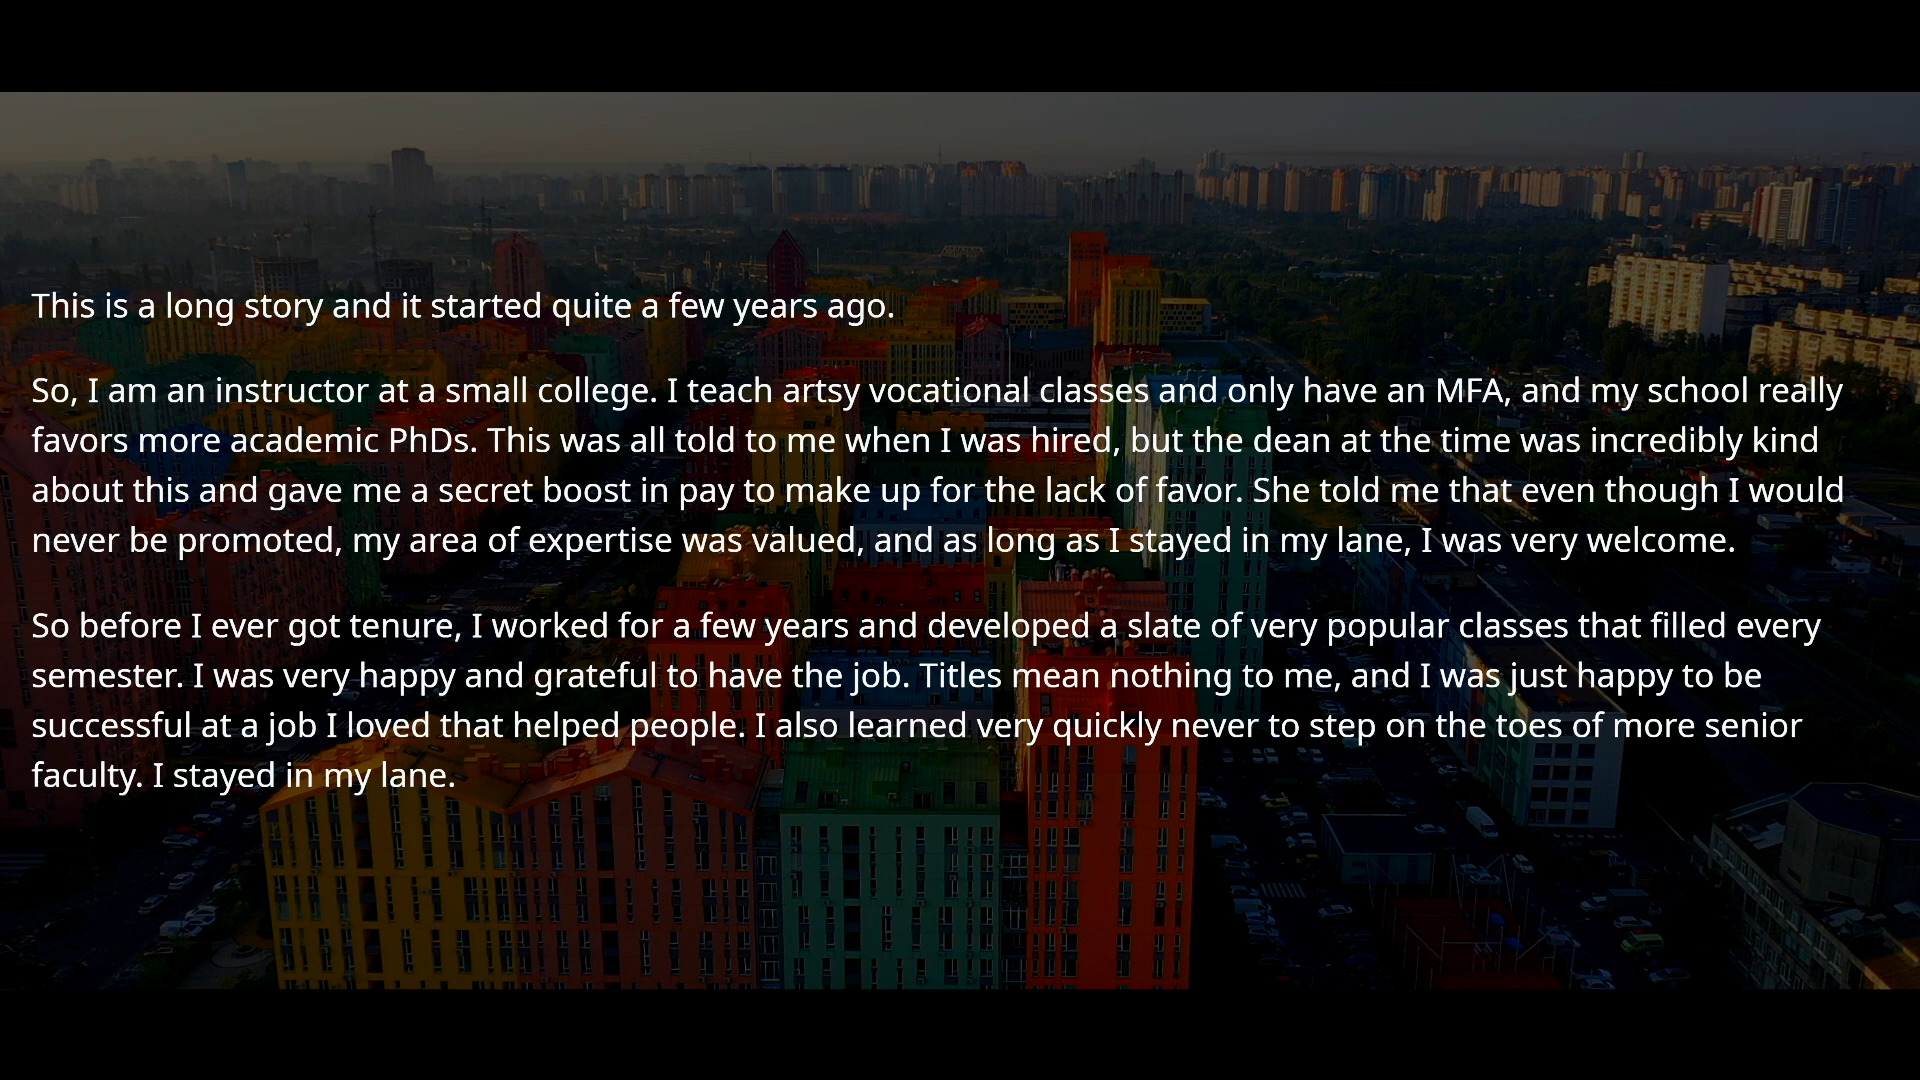 This is a long story and it started quite a few years ago.
So, I am an instructor at a small college. I teach artsy vocational classes and only have an MFA, and my school really
favors more academic PhDs. This was all told to me when I was hired, but the dean at the time was incredibly kind
about this and gave me a secret boost in pay to make up for the lack of favor. She told me that even though I would
never be promoted, my area of expertise was valued, and as long as I stayed in my lane, I was very welcome.
So before I ever got tenure, I worked for a few years and developed a slate of very popular classes that filled every
semester. I was very happy and grateful to have the job. Titles mean nothing to me, and I was just happy to be
successful at a job I loved that helped people. I also learned very quickly never to step on the toes of more senior
faculty. I stayed in my lane.